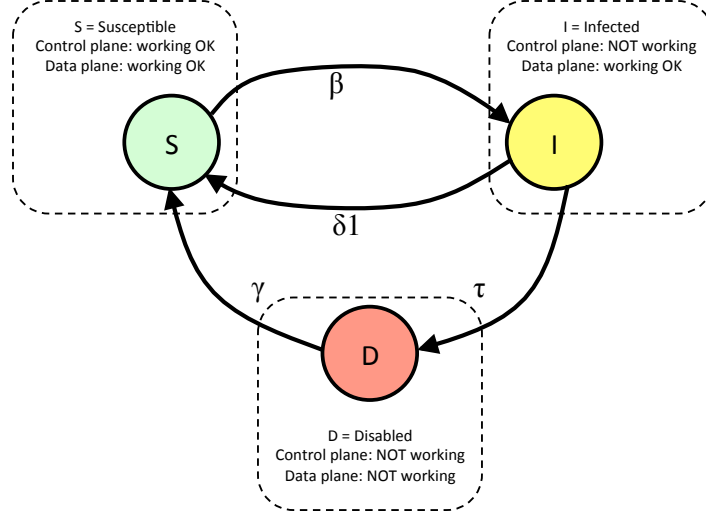 S = Susceptible
Control plane: working OK
Data plane: working OK
I = Infected
Control plane: NOT working
Data plane: working OK
β
S
I
δ1
γ
τ
D
D = Disabled
Control plane: NOT working
Data plane: NOT working